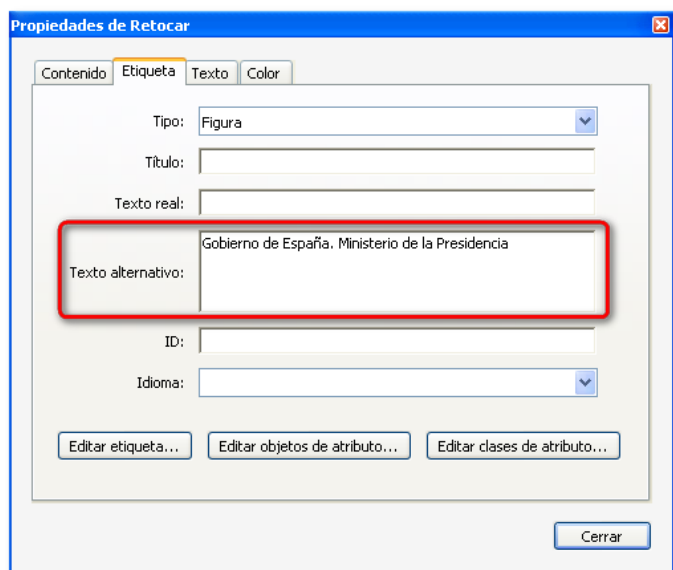 Propiedades de Retocar
Contenido Etiqueta Texto Color
Tipo: Figura
Título:
Texto real:
Texto alternativo: Gobierno de España. Ministerio de la Presidencia
ID:
Idioma:
Editar etiqueta... Editar objetos de atributo... Editar clases de atributo...
Cerrar